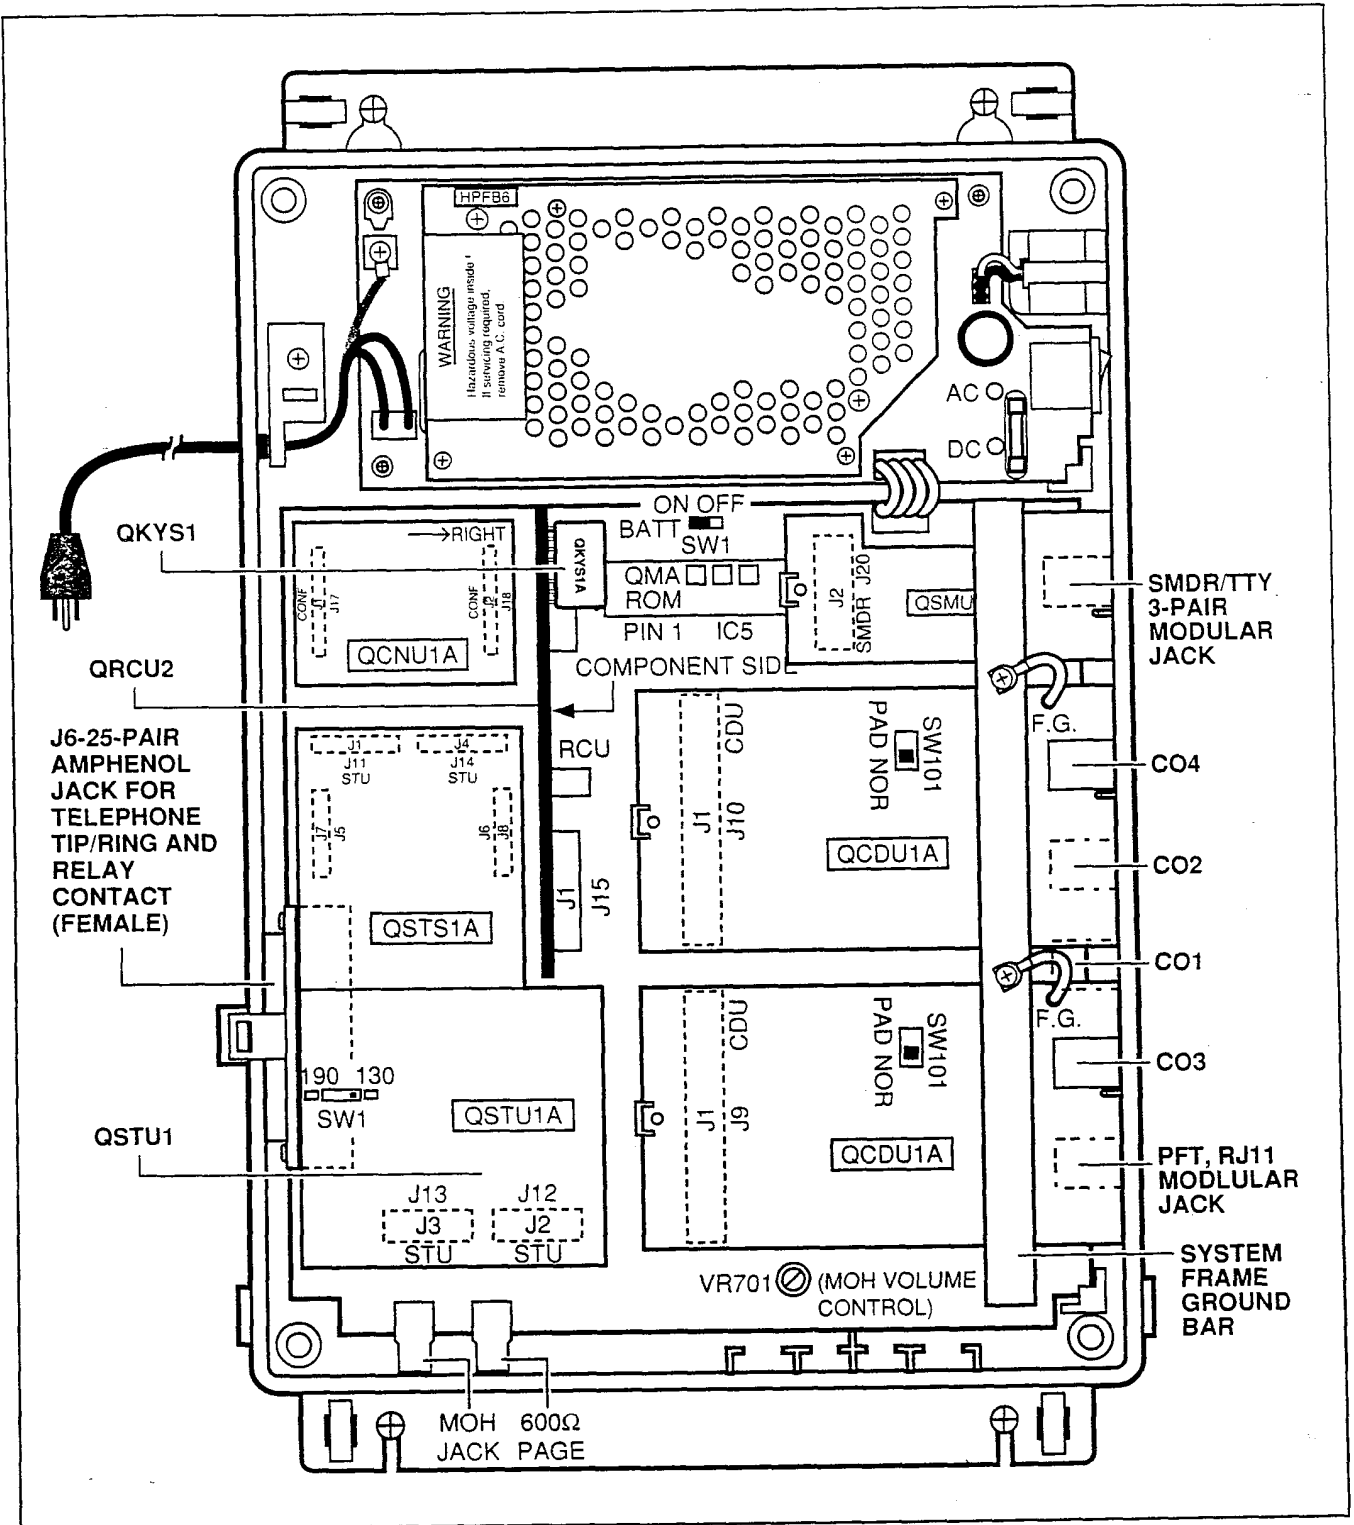 HPFB6
WARNING
Hazardous voltage inside!
If servicing required,
remove A.C. cord.
AC
DC
ON OFF
BATT
SW1
QKYS1
QKYS1A
QMA
ROM
PIN 1 IC5
→RIGHT
CONF
J1
J17
CONF
J2
J18
QCNU1A
J2
SMDR J20
QSMU
SMDR/TTY
3-PAIR
MODULAR
JACK
QRCU2
COMPONENT SIDE
F.G.
J6-25-PAIR
AMPHENOL
JACK FOR
TELEPHONE
TIP/RING AND
RELAY
CONTACT
(FEMALE)
J1
J11
STU
J4
J14
STU
RCU
J7
J5
J6
J8
CDU
J1
J10
PAD NOR
SW101
QCDU1A
CO4
CO2
QSTS1A
J1
J15
CO1
F.G.
CDU
J1
J9
PAD NOR
SW101
QCDU1A
CO3
190 130
SW1
QSTU1A
QSTU1
PFT, RJ11
MODLULAR
JACK
J13
J3
STU
J12
J2
STU
SYSTEM
FRAME
GROUND
BAR
VR701 (MOH VOLUME
CONTROL)
MOH
JACK
600Ω
PAGE